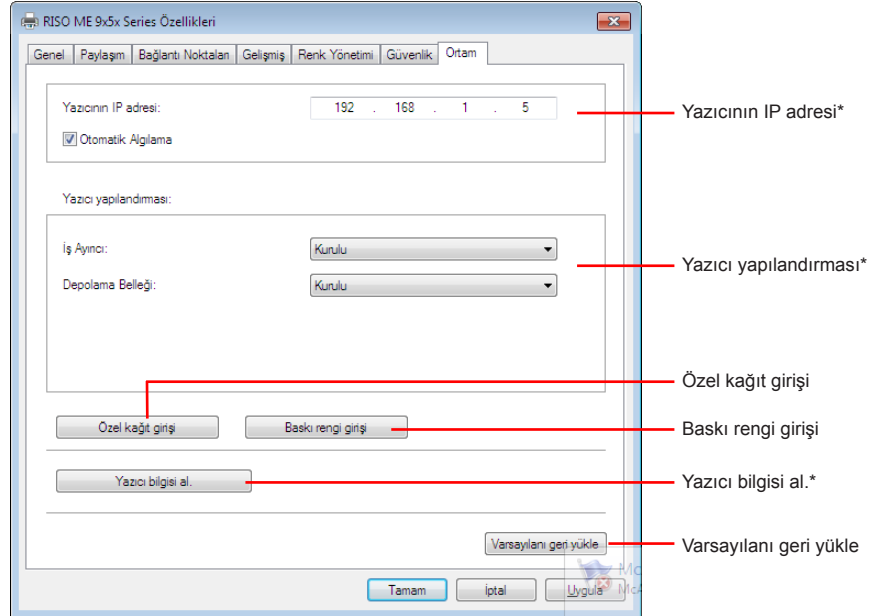 RISO ME 9x5x Series Özellikleri
Genel Paylaşım Bağlantı Noktaları Gelişmiş Renk Yönetimi Güvenlik Ortam
Yazıcının IP adresi: 192 . 168 . 1 . 5
Yazıcının IP adresi*
Otomatik Algılama
Yazıcı yapılandırması:
İş Ayırıcı: Kurulu
Yazıcı yapılandırması*
Depolama Belleği: Kurulu
Özel kağıt girişi
Özel kağıt girişi Baskı rengi girişi
Baskı rengi girişi
Yazıcı bilgisi al.
Yazıcı bilgisi al.*
Varsayılanı geri yükle
Varsayılanı geri yükle
Tamam İptal Uygula